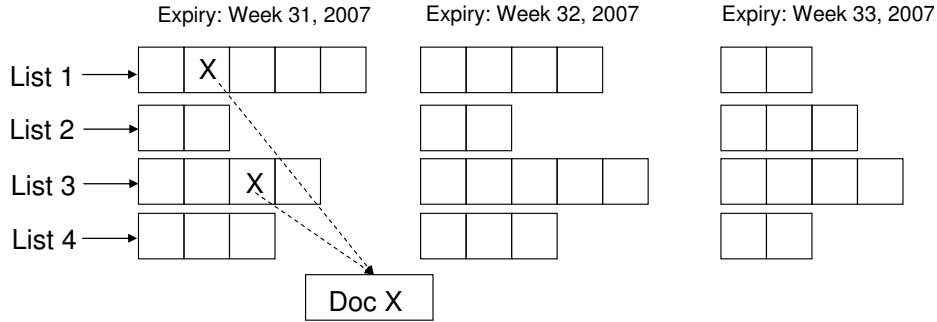 Expiry: Week 31, 2007 Expiry: Week 32, 2007 Expiry: Week 33, 2007
List 1 X
List 2
List 3 X
List 4
Doc X